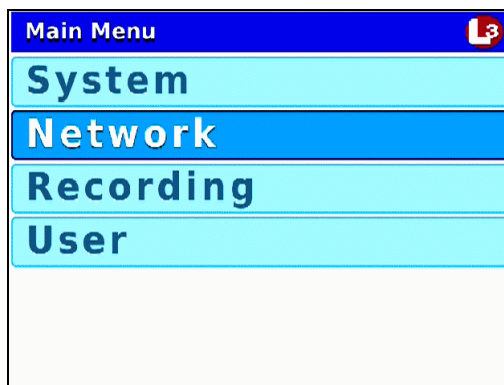 Main Menu
L3
System
Network
Recording
User